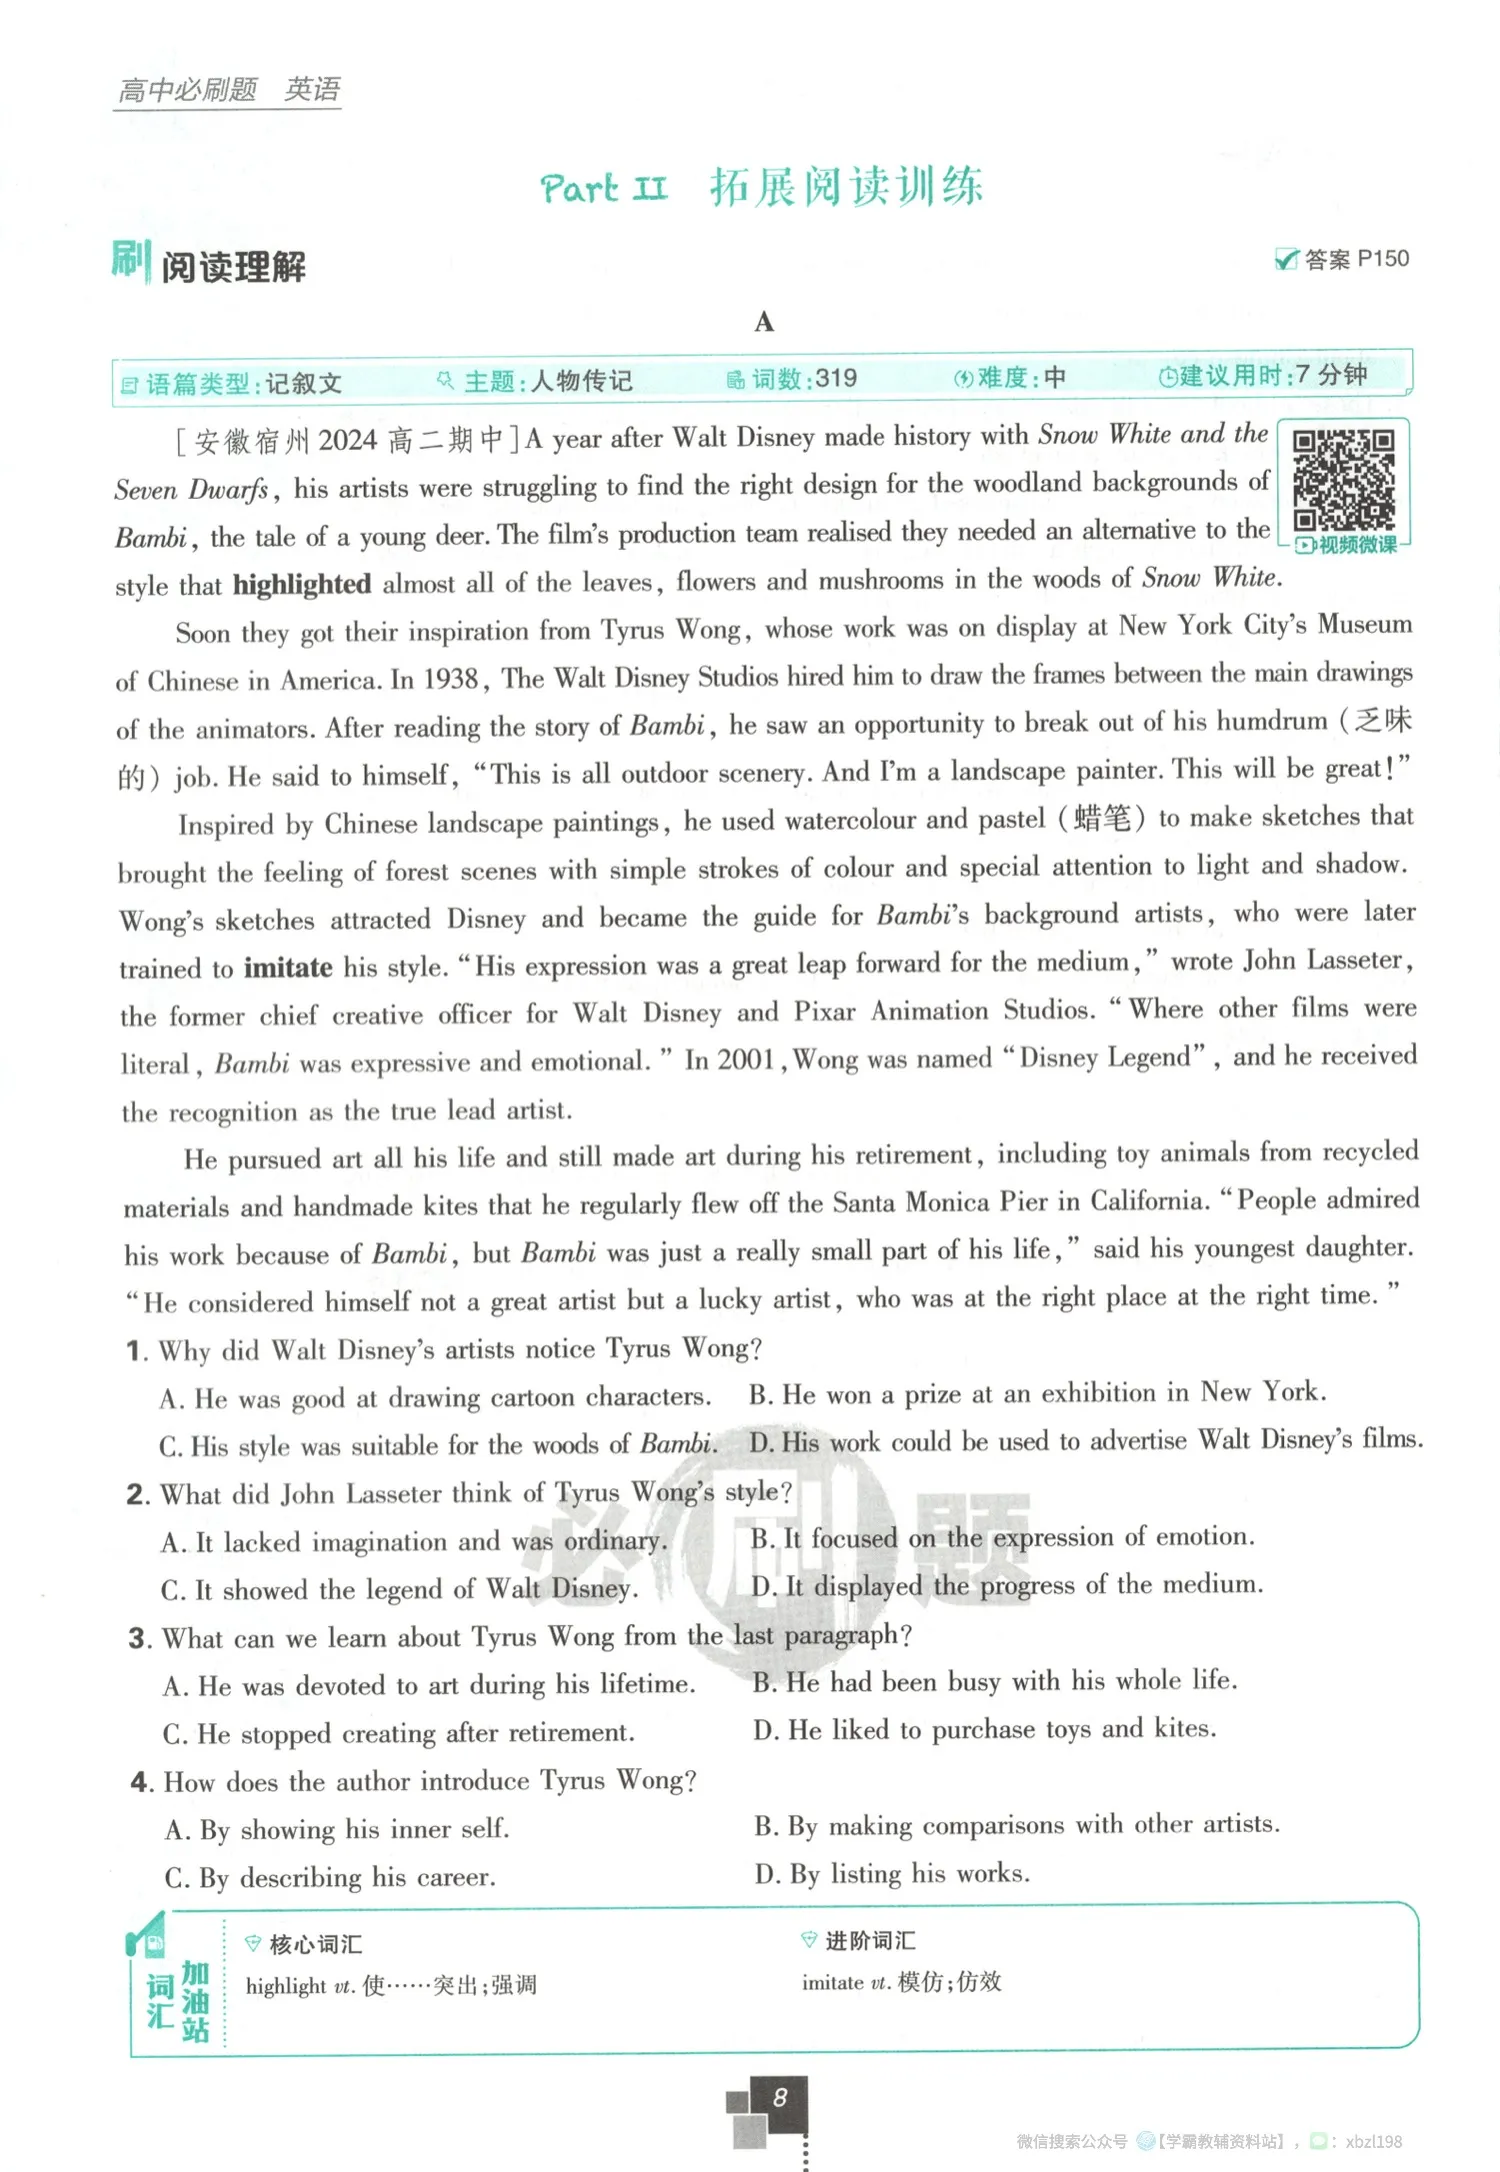 高中必刷题 英语
Part II 拓展阅读训练
刷 阅读理解
答案 P150
A
语篇类型:记叙文 主题:人物传记 词数:319 难度:中 建议用时:7分钟
[安徽宿州 2024 高二期中]A year after Walt Disney made history with Snow White and the
Seven Dwarfs, his artists were struggling to find the right design for the woodland backgrounds of
Bambi, the tale of a young deer. The film's production team realised they needed an alternative to the
视频微课
style that highlighted almost all of the leaves, flowers and mushrooms in the woods of Snow White.
Soon they got their inspiration from Tyrus Wong, whose work was on display at New York City's Museum
of Chinese in America. In 1938, The Walt Disney Studios hired him to draw the frames between the main drawings
of the animators. After reading the story of Bambi, he saw an opportunity to break out of his humdrum (乏味
的) job. He said to himself, “This is all outdoor scenery. And I'm a landscape painter. This will be great!”
Inspired by Chinese landscape paintings, he used watercolour and pastel (蜡笔) to make sketches that
brought the feeling of forest scenes with simple strokes of colour and special attention to light and shadow.
Wong's sketches attracted Disney and became the guide for Bambi's background artists, who were later
trained to imitate his style. “His expression was a great leap forward for the medium,” wrote John Lasseter,
the former chief creative officer for Walt Disney and Pixar Animation Studios. “Where other films were
literal, Bambi was expressive and emotional.” In 2001, Wong was named “Disney Legend”, and he received
the recognition as the true lead artist.
He pursued art all his life and still made art during his retirement, including toy animals from recycled
materials and handmade kites that he regularly flew off the Santa Monica Pier in California. “People admired
his work because of Bambi, but Bambi was just a really small part of his life,” said his youngest daughter.
“He considered himself not a great artist but a lucky artist, who was at the right place at the right time.”
1. Why did Walt Disney's artists notice Tyrus Wong?
A. He was good at drawing cartoon characters. B. He won a prize at an exhibition in New York.
C. His style was suitable for the woods of Bambi. D. His work could be used to advertise Walt Disney's films.
2. What did John Lasseter think of Tyrus Wong's style?
A. It lacked imagination and was ordinary. B. It focused on the expression of emotion.
C. It showed the legend of Walt Disney. D. It displayed the progress of the medium.
必刷题
3. What can we learn about Tyrus Wong from the last paragraph?
A. He was devoted to art during his lifetime. B. He had been busy with his whole life.
C. He stopped creating after retirement. D. He liked to purchase toys and kites.
4. How does the author introduce Tyrus Wong?
A. By showing his inner self. B. By making comparisons with other artists.
C. By describing his career. D. By listing his works.
词汇加油站
核心词汇 进阶词汇
highlight vt. 使……突出;强调 imitate vt. 模仿;仿效
8
微信搜索公众号 【学霸教辅资料站】, : xbzl198